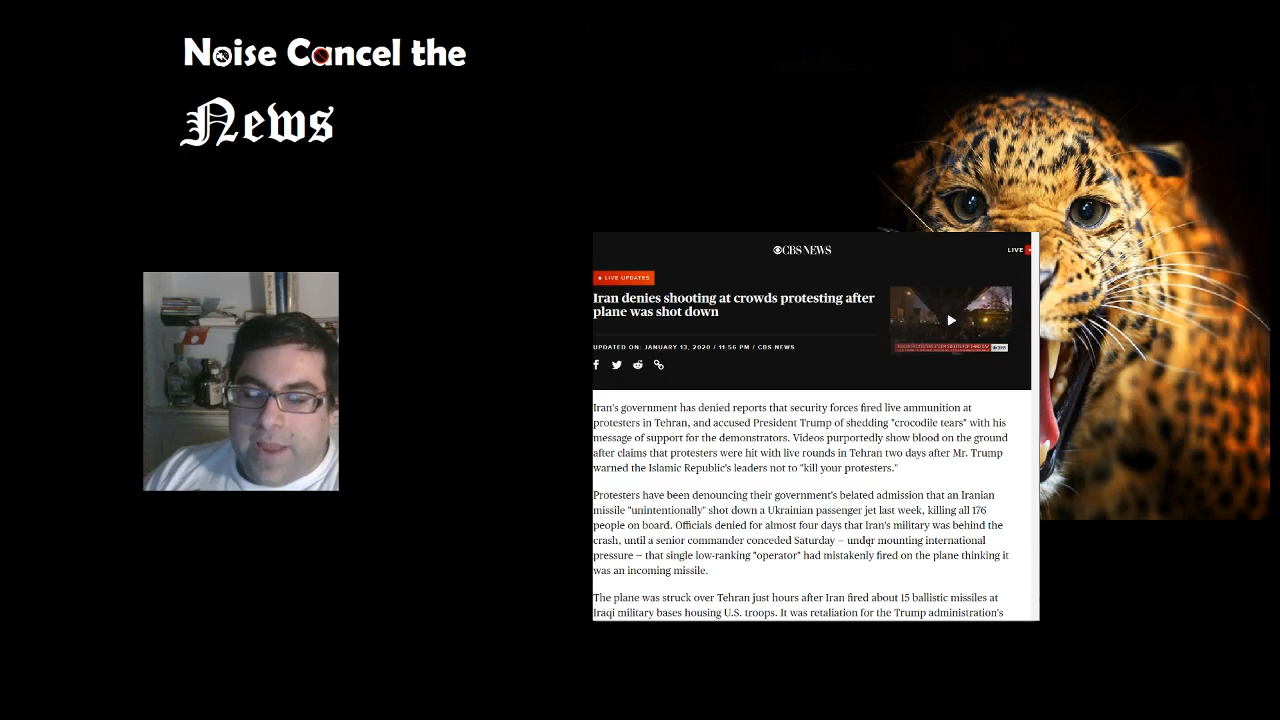 Noise Cancel the
News
CBS NEWS
LIVE
LIVE UPDATES
Iran denies shooting at crowds protesting after
plane was shot down
UPDATED ON: JANUARY 13, 2020 / 11:56 PM / CBS NEWS
Iran's government has denied reports that security forces fired live ammunition at
protesters in Tehran, and accused President Trump of shedding "crocodile tears" with his
message of support for the demonstrators. Videos purportedly show blood on the ground
after claims that protesters were hit with live rounds in Tehran two days after Mr. Trump
warned the Islamic Republic's leaders not to "kill your protesters."
Protesters have been denouncing their government's belated admission that an Iranian
missile "unintentionally" shot down a Ukrainian passenger jet last week, killing all 176
people on board. Officials denied for almost four days that Iran's military was behind the
crash, until a senior commander conceded Saturday – under mounting international
pressure – that single low-ranking "operator" had mistakenly fired on the plane thinking it
was an incoming missile.
The plane was struck over Tehran just hours after Iran fired about 15 ballistic missiles at
Iraqi military bases housing U.S. troops. It was retaliation for the Trump administration's